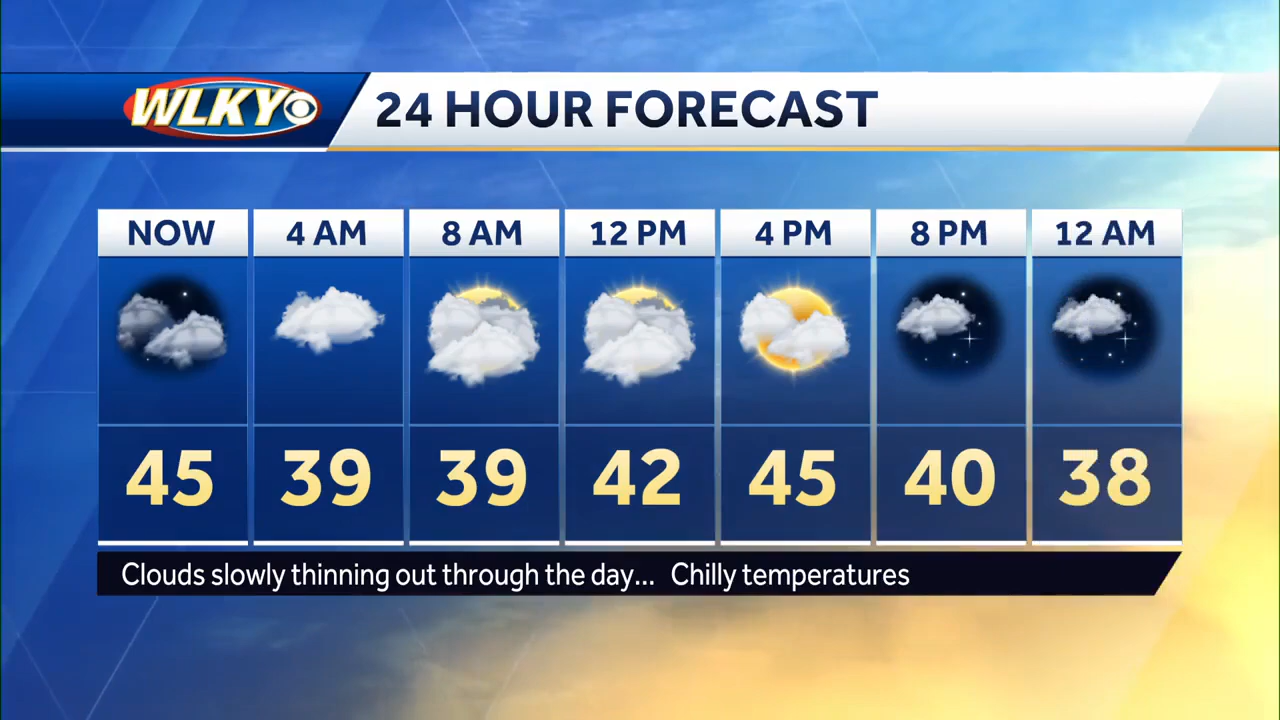 WLKY
24 HOUR FORECAST
NOW 4 AM 8 AM 12 PM 4 PM 8 PM 12 AM
45 39 39 42 45 40 38
Clouds slowly thinning out through the day... Chilly temperatures